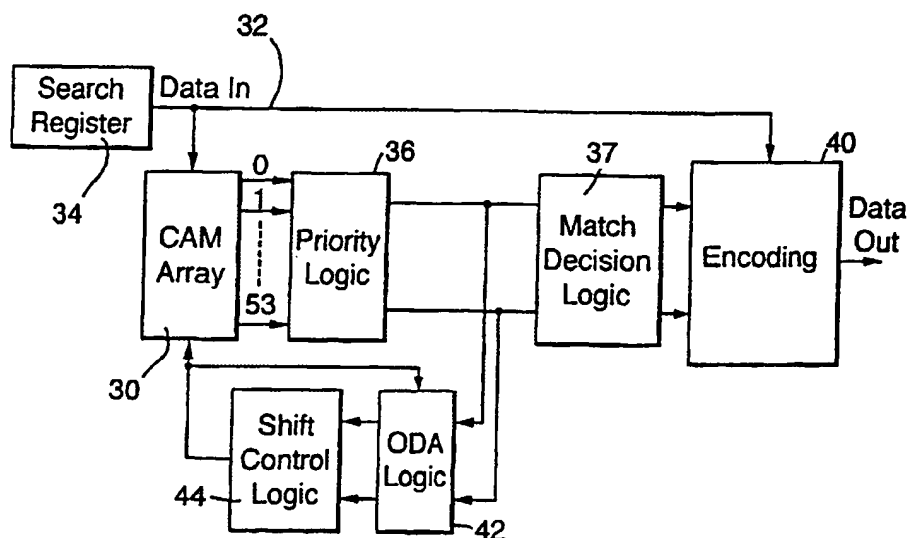 32
Search
Register
Data In
34
0
1
53
36
37
40
CAM
Array
Priority
Logic
Match
Decision
Logic
Encoding
Data
Out
30
Shift
Control
Logic
44
ODA
Logic
42